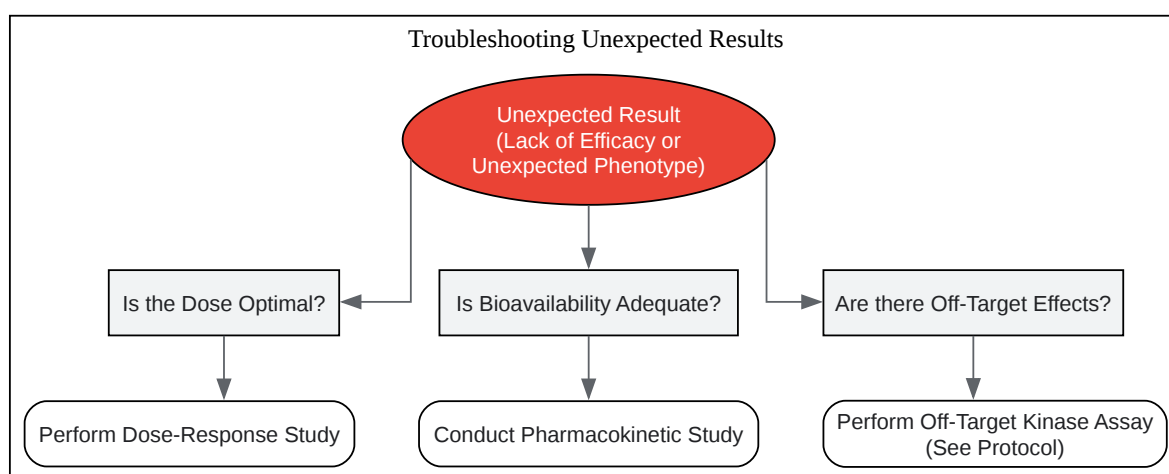 Troubleshooting Unexpected Results
Unexpected Result
(Lack of Efficacy or
Unexpected Phenotype)
Is the Dose Optimal?
Is Bioavailability Adequate?
Are there Off-Target Effects?
Perform Dose-Response Study
Conduct Pharmacokinetic Study
Perform Off-Target Kinase Assay
(See Protocol)